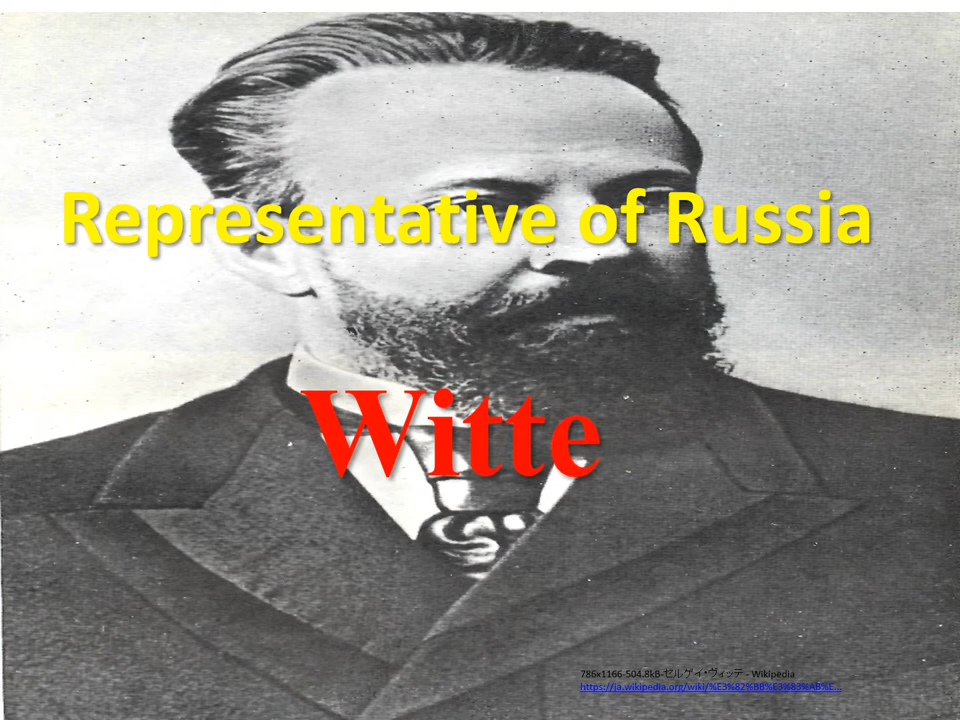 Representative of Russia
Witte
786x1166-504.8kB-セルゲイ・ヴィッテ - Wikipedia
https://ja.wikipedia.org/wiki/%E3%82%BB%E3%83%AB%E...